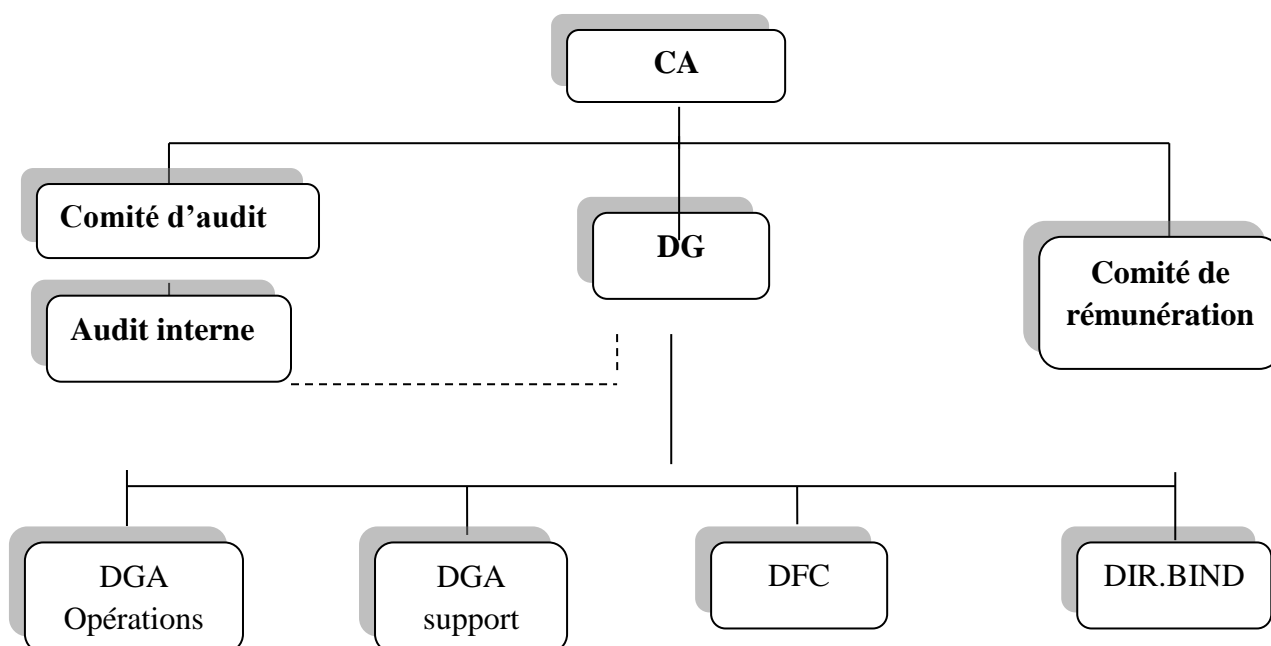 CA
Comité d’audit
DG
Comité de
rémunération
Audit interne
DGA
Opérations
DGA
support
DFC
DIR.BIND